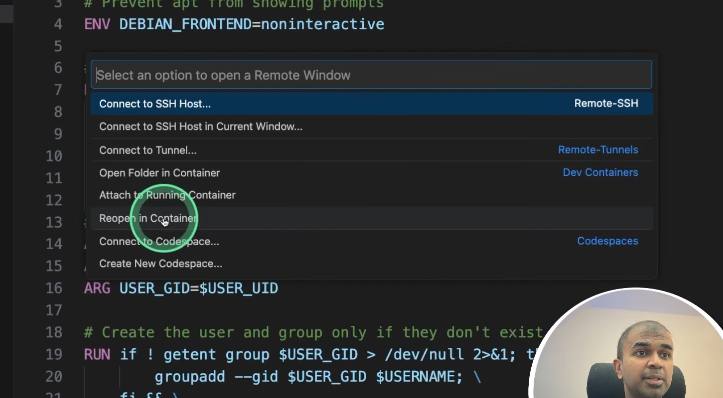 3 # Prevent apt from showing prompts
4 ENV DEBIAN_FRONTEND=noninteractive
5
6
Select an option to open a Remote Window
7
8 Connect to SSH Host... Remote-SSH
9 Connect to SSH Host in Current Window...
10 Connect to Tunnel... Remote-Tunnels
11 Open Folder in Container Dev Containers
12 Attach to Running Container
13 Reopen in Container
14 Connect to Codespace... Codespaces
15 Create New Codespace...
16 ARG USER_GID=$USER_UID
17
18 # Create the user and group only if they don't exist
19 RUN if ! getent group $USER_GID > /dev/null 2>&1; th
20 groupadd --gid $USER_GID $USERNAME; \
21 fi && \